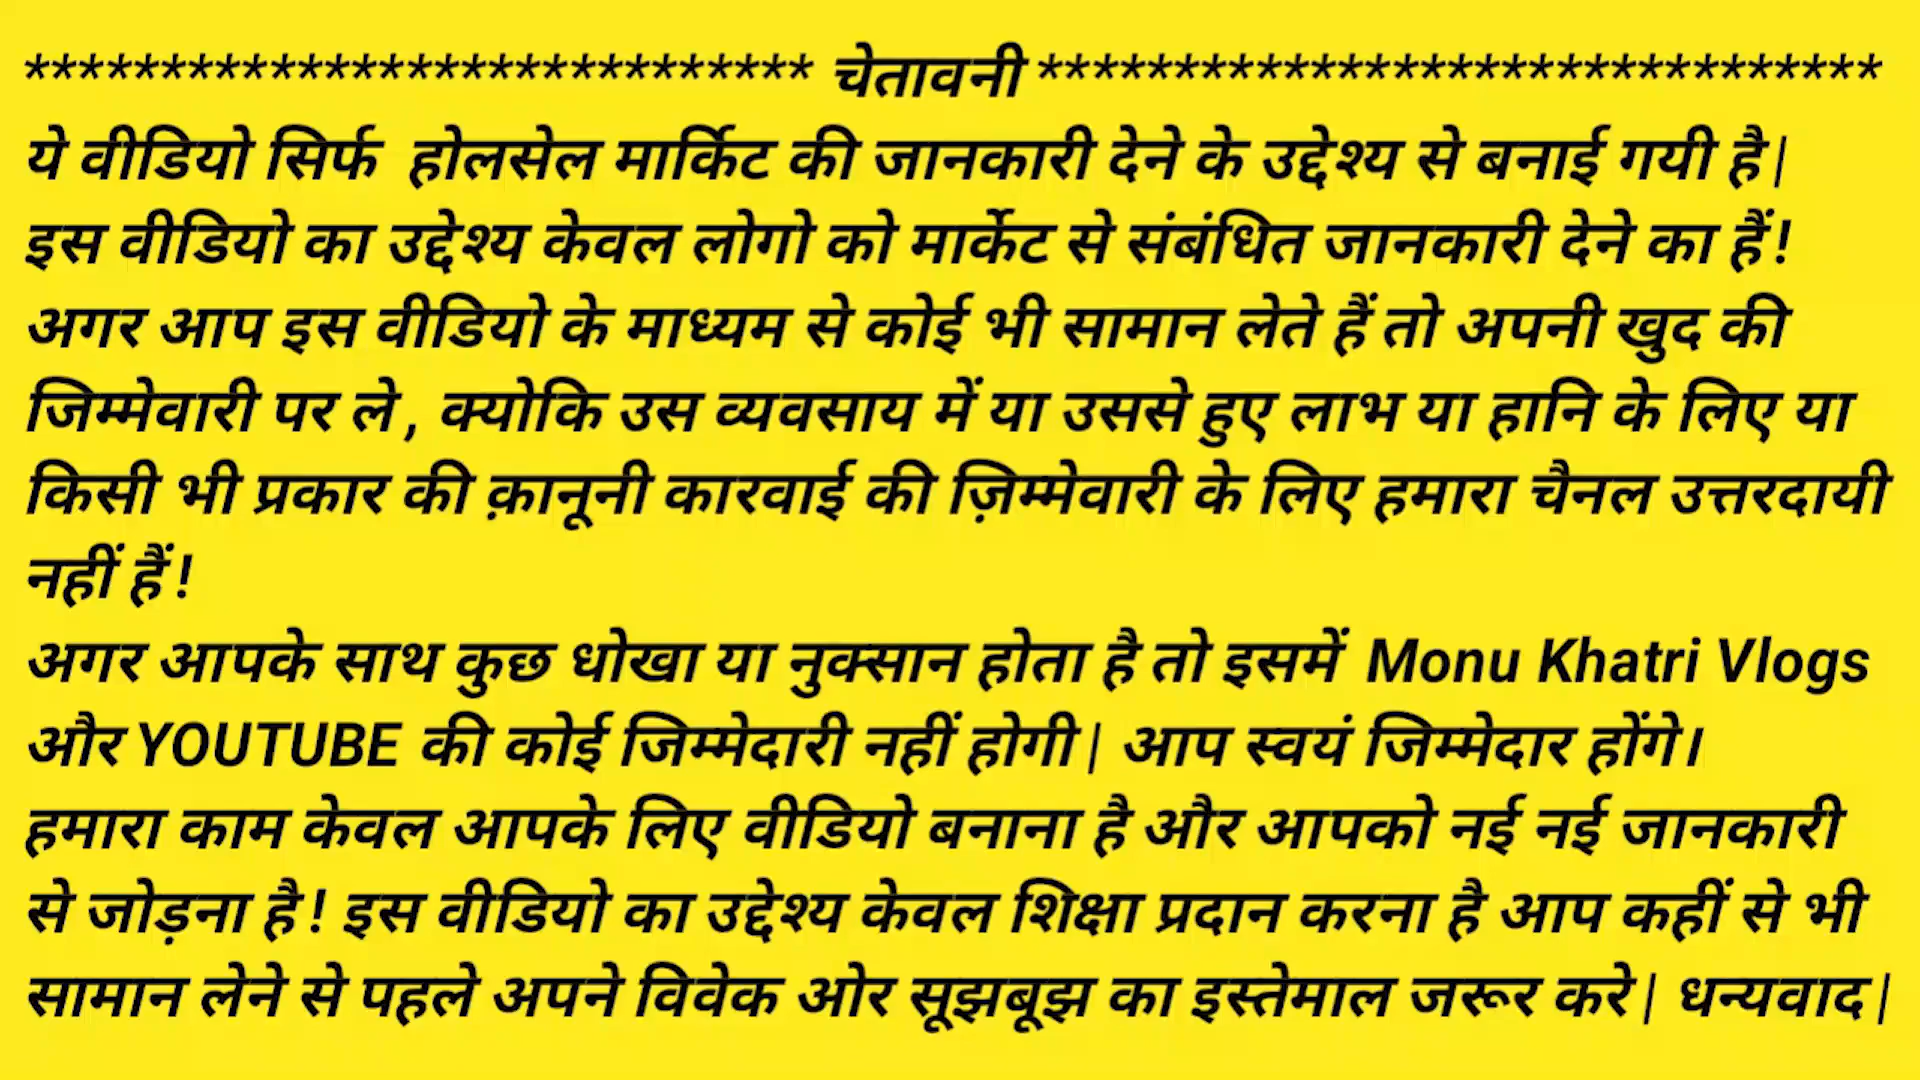 ***************************** चेतावनी *******************************
ये वीडियो सिर्फ होलसेल मार्किट की जानकारी देने के उद्देश्य से बनाई गयी है|
इस वीडियो का उद्देश्य केवल लोगो को मार्केट से संबंधित जानकारी देने का हैं!
अगर आप इस वीडियो के माध्यम से कोई भी सामान लेते हैं तो अपनी खुद की
जिम्मेवारी पर ले, क्योकि उस व्यवसाय में या उससे हुए लाभ या हानि के लिए या
किसी भी प्रकार की क़ानूनी कारवाई की ज़िम्मेवारी के लिए हमारा चैनल उत्तरदायी
नहीं हैं!
अगर आपके साथ कुछ धोखा या नुक्सान होता है तो इसमें Monu Khatri Vlogs
और YOUTUBE की कोई जिम्मेदारी नहीं होगी| आप स्वयं जिम्मेदार होंगे।
हमारा काम केवल आपके लिए वीडियो बनाना है और आपको नई नई जानकारी
से जोड़ना है! इस वीडियो का उद्देश्य केवल शिक्षा प्रदान करना है आप कहीं से भी
सामान लेने से पहले अपने विवेक ओर सूझबूझ का इस्तेमाल जरूर करे| धन्यवाद|